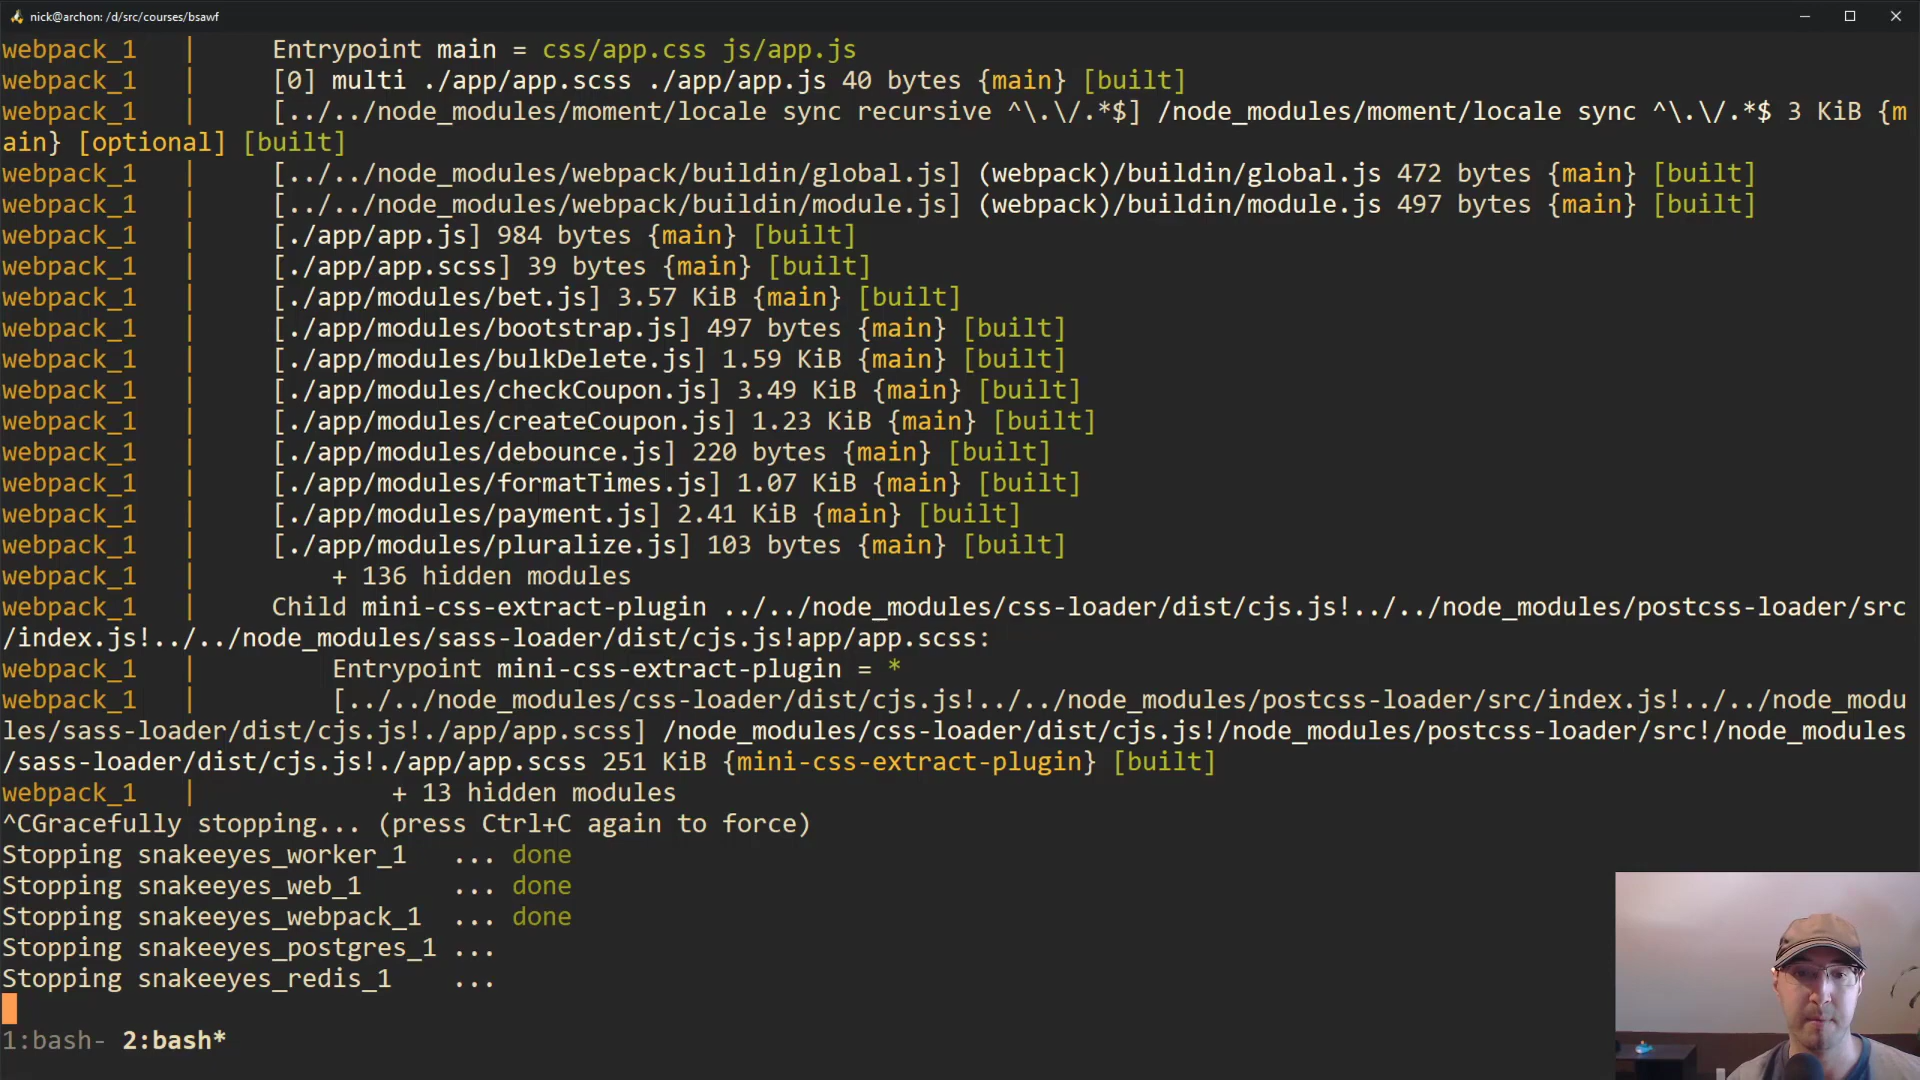 nick@archon: /d/src/courses/bsawf
webpack_1   |     Entrypoint main = css/app.css js/app.js
webpack_1   |     [0] multi ./app/app.scss ./app/app.js 40 bytes {main} [built]
webpack_1   |     [../../node_modules/moment/locale sync recursive ^\.\/.*$] /node_modules/moment/locale sync ^\.\/.*$ 3 KiB {m
ain} [optional] [built]
webpack_1   |     [../../node_modules/webpack/buildin/global.js] (webpack)/buildin/global.js 472 bytes {main} [built]
webpack_1   |     [../../node_modules/webpack/buildin/module.js] (webpack)/buildin/module.js 497 bytes {main} [built]
webpack_1   |     [./app/app.js] 984 bytes {main} [built]
webpack_1   |     [./app/app.scss] 39 bytes {main} [built]
webpack_1   |     [./app/modules/bet.js] 3.57 KiB {main} [built]
webpack_1   |     [./app/modules/bootstrap.js] 497 bytes {main} [built]
webpack_1   |     [./app/modules/bulkDelete.js] 1.59 KiB {main} [built]
webpack_1   |     [./app/modules/checkCoupon.js] 3.49 KiB {main} [built]
webpack_1   |     [./app/modules/createCoupon.js] 1.23 KiB {main} [built]
webpack_1   |     [./app/modules/debounce.js] 220 bytes {main} [built]
webpack_1   |     [./app/modules/formatTimes.js] 1.07 KiB {main} [built]
webpack_1   |     [./app/modules/payment.js] 2.41 KiB {main} [built]
webpack_1   |     [./app/modules/pluralize.js] 103 bytes {main} [built]
webpack_1   |         + 136 hidden modules
webpack_1   |     Child mini-css-extract-plugin ../../node_modules/css-loader/dist/cjs.js!../../node_modules/postcss-loader/src
/index.js!../../node_modules/sass-loader/dist/cjs.js!app/app.scss:
webpack_1   |         Entrypoint mini-css-extract-plugin = *
webpack_1   |         [../../node_modules/css-loader/dist/cjs.js!../../node_modules/postcss-loader/src/index.js!../../node_modu
les/sass-loader/dist/cjs.js!./app/app.scss] /node_modules/css-loader/dist/cjs.js!/node_modules/postcss-loader/src!/node_modules
/sass-loader/dist/cjs.js!./app/app.scss 251 KiB {mini-css-extract-plugin} [built]
webpack_1   |             + 13 hidden modules
^CGracefully stopping... (press Ctrl+C again to force)
Stopping snakeeyes_worker_1   ... done
Stopping snakeeyes_web_1      ... done
Stopping snakeeyes_webpack_1  ... done
Stopping snakeeyes_postgres_1 ...
Stopping snakeeyes_redis_1    ...
1:bash- 2:bash*